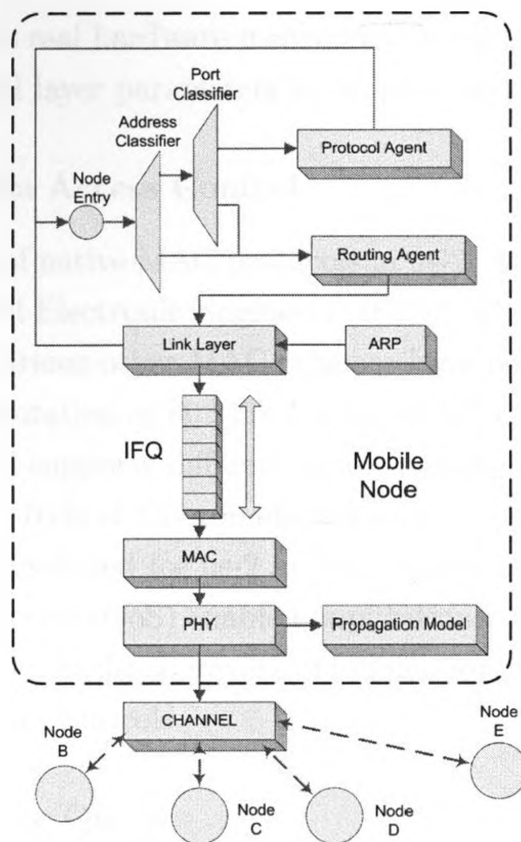 Port
Classifier
Address
Classifier
Protocol Agent
Node
Entry
Routing Agent
Link Layer
ARP
IFQ
Mobile
Node
MAC
PHY
Propagation Model
CHANNEL
Node
B
Node
E
Node
C
Node
D